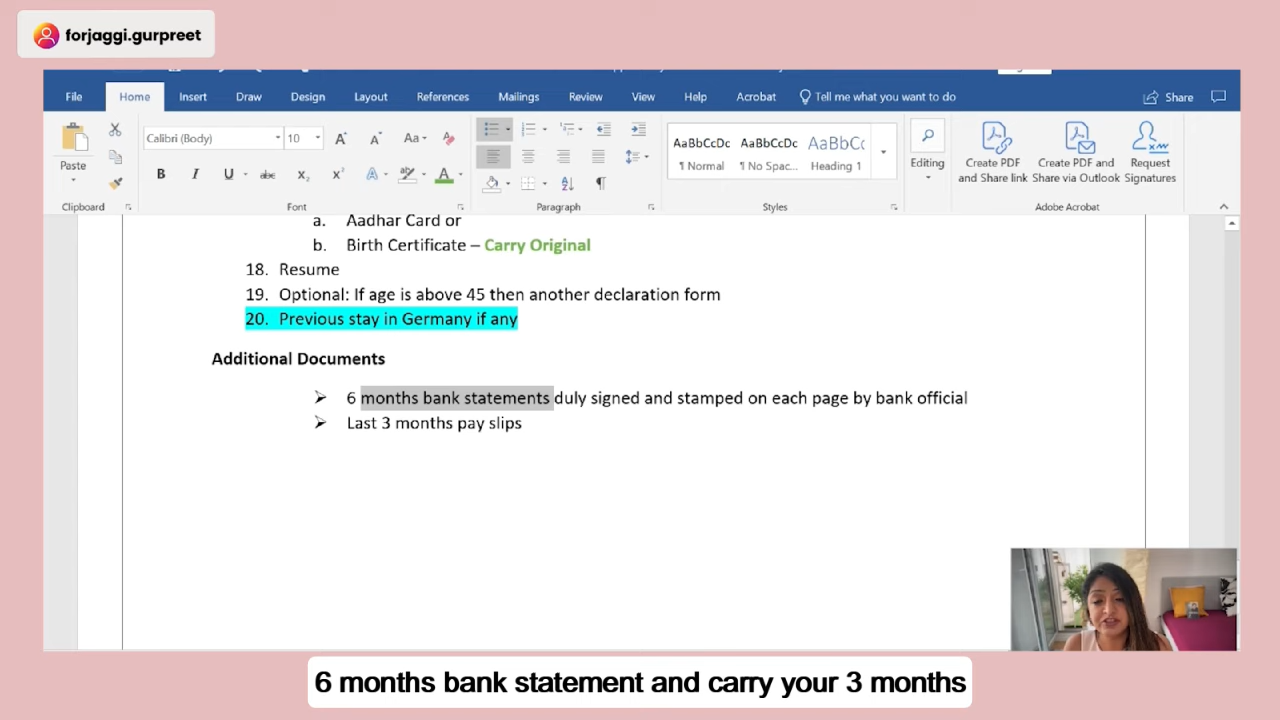 forjaggi.gurpreet
File Home Insert Draw Design Layout References Mailings Review View Help Acrobat Tell me what you want to do Share
Paste
Calibri (Body) 10
AaBbCcDc AaBbCcDc AaBbCc
¶ Normal ¶ No Spac... Heading 1
Editing
Create PDF and Share link
Create PDF and Share via Outlook
Request Signatures
Clipboard Font Paragraph Styles Adobe Acrobat
a. Aadhar Card or
b. Birth Certificate – Carry Original
18. Resume
19. Optional: If age is above 45 then another declaration form
20. Previous stay in Germany if any
Additional Documents
➢ 6 months bank statements duly signed and stamped on each page by bank official
➢ Last 3 months pay slips
6 months bank statement and carry your 3 months